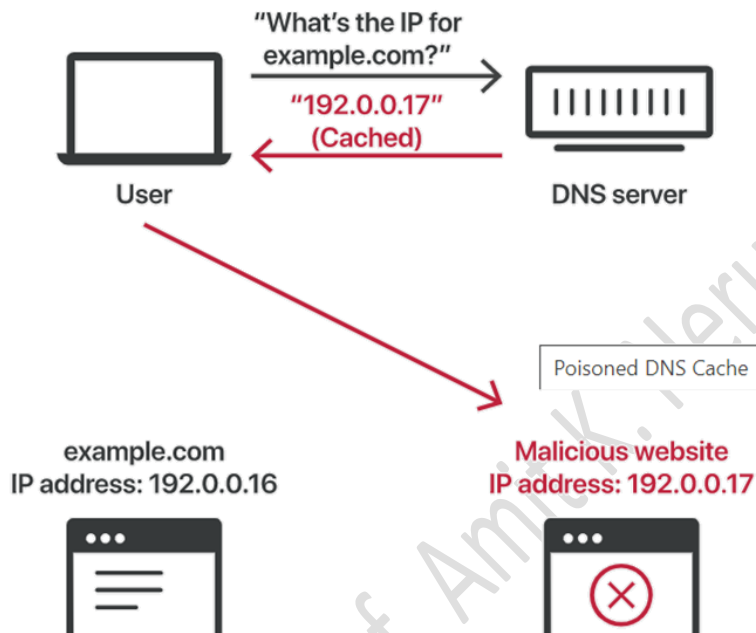 “What’s the IP for
example.com?”
“192.0.0.17”
(Cached)
User
DNS server
Poisoned DNS Cache
example.com
IP address: 192.0.0.16
Malicious website
IP address: 192.0.0.17
Amit K.